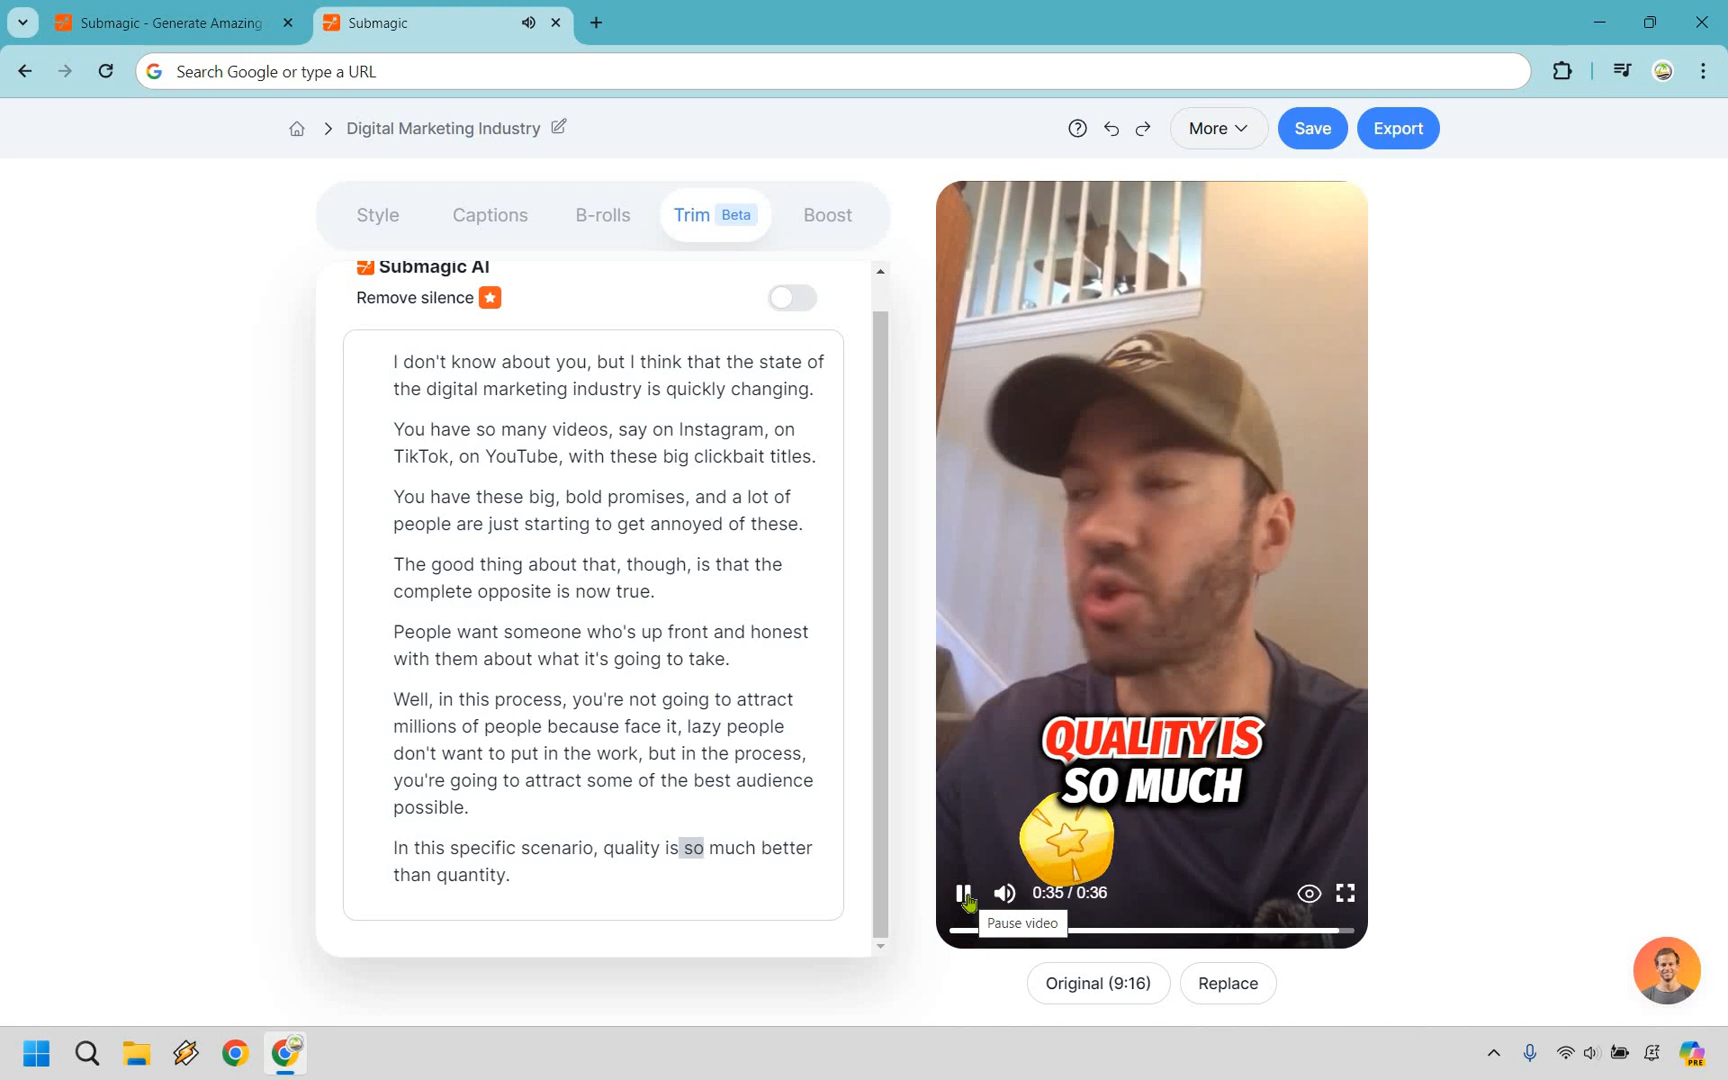 Submagic - Generate Amazing
Submagic
Search Google or type a URL
Digital Marketing Industry
More
Save
Export
Style
Captions
B-rolls
Trim Beta
Boost
Submagic AI
Remove silence
I don't know about you, but I think that the state of
the digital marketing industry is quickly changing.
You have so many videos, say on Instagram, on
TikTok, on YouTube, with these big clickbait titles.
You have these big, bold promises, and a lot of
people are just starting to get annoyed of these.
The good thing about that, though, is that the
complete opposite is now true.
People want someone who's up front and honest
with them about what it's going to take.
Well, in this process, you're not going to attract
millions of people because face it, lazy people
don't want to put in the work, but in the process,
you're going to attract some of the best audience
possible.
In this specific scenario, quality is so much better
than quantity.
QUALITY IS
SO MUCH
0:35 / 0:36
Pause video
Original (9:16)
Replace
PRE